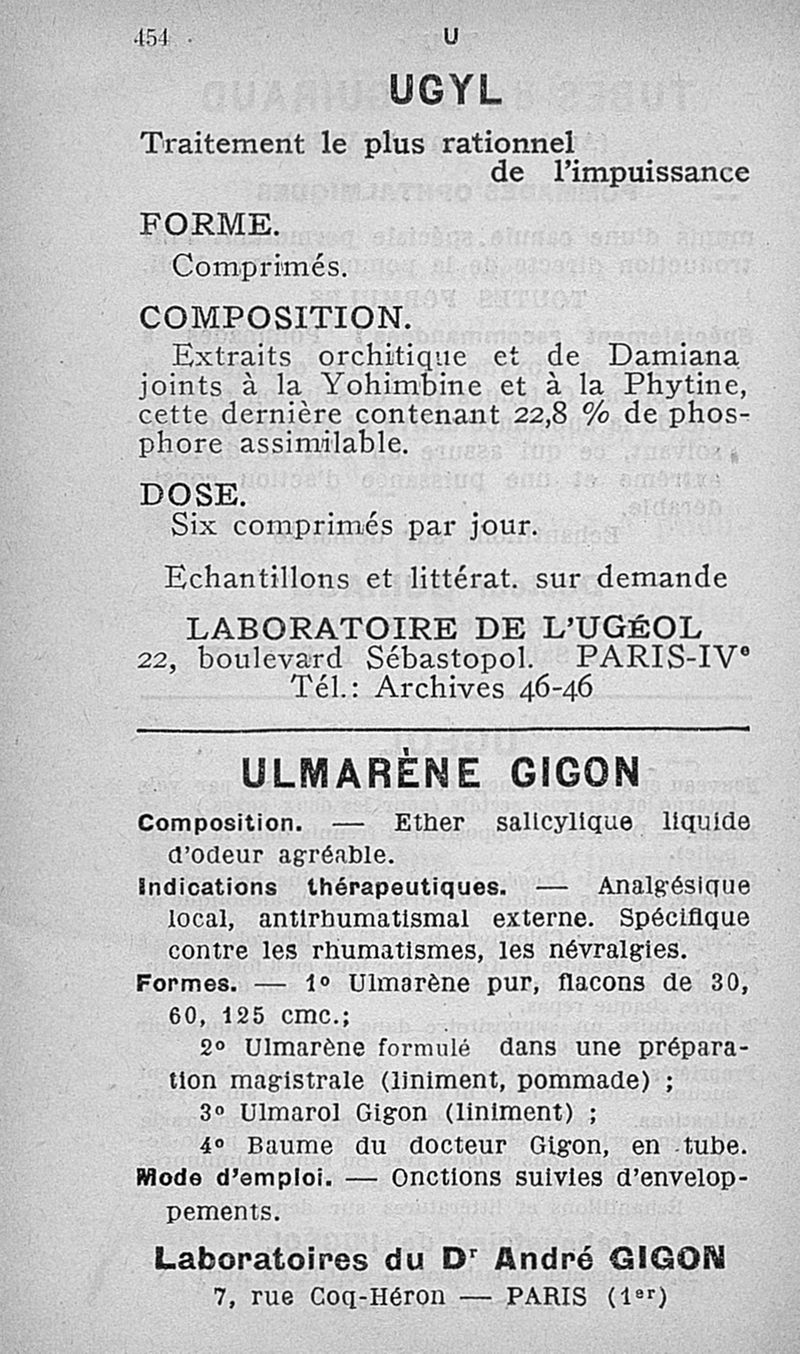 454
U
UGYL
Traitement le plus rationnel
de l'impuissance
FORME.
Comprimés.
COMPOSITION.
Extraits orchitique et de Damiana
joints à la Yohimbine et à la Phytine,
cette dernière contenant 22,8 % de phos-
phore assimilable.
DOSE.
Six comprimés par jour.
Echantillons et littérat. sur demande
LABORATOIRE DE L'UGÉOL
22, boulevard Sébastopol. PARIS-IVe
Tél.: Archives 46-46
ULMARÈNE GIGON
Composition. — Ether salicylique liquide
d'odeur agréable.
Indications thérapeutiques. — Analgésique
local, antirhumatismal externe. Spécifique
contre les rhumatismes, les névralgies.
Formes. — 1o Ulmarène pur, flacons de 30,
60, 125 cmc.;
2o Ulmarène formulé dans une prépara-
tion magistrale (liniment, pommade) ;
3o Ulmarol Gigon (liniment) ;
4o Baume du docteur Gigon, en tube.
Mode d'emploi. — Onctions suivies d'envelop-
pements.
Laboratoires du Dr André GIGON
7, rue Coq-Héron — PARIS (1er)